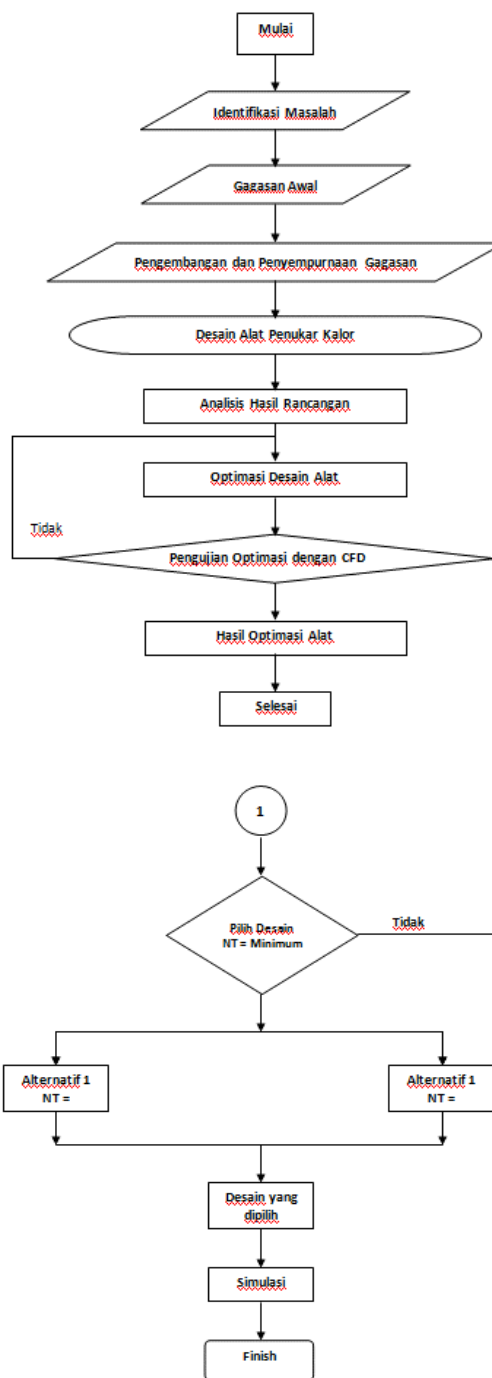 Mulai
Identifikasi Masalah
Gagasan Awal
Pengembangan dan Penyempurnaan Gagasan
Desain Alat Penukar Kalor
Analisis Hasil Rancangan
Optimasi Desain Alat
Tidak
Pengujian Optimasi dengan CFD
Hasil Optimasi Alat
Selesai
1
Pilih Desain
NT = Minimum
Tidak
Alternatif 1
NT =
Alternatif 1
NT =
Desain yang
dipilih
Simulasi
Finish